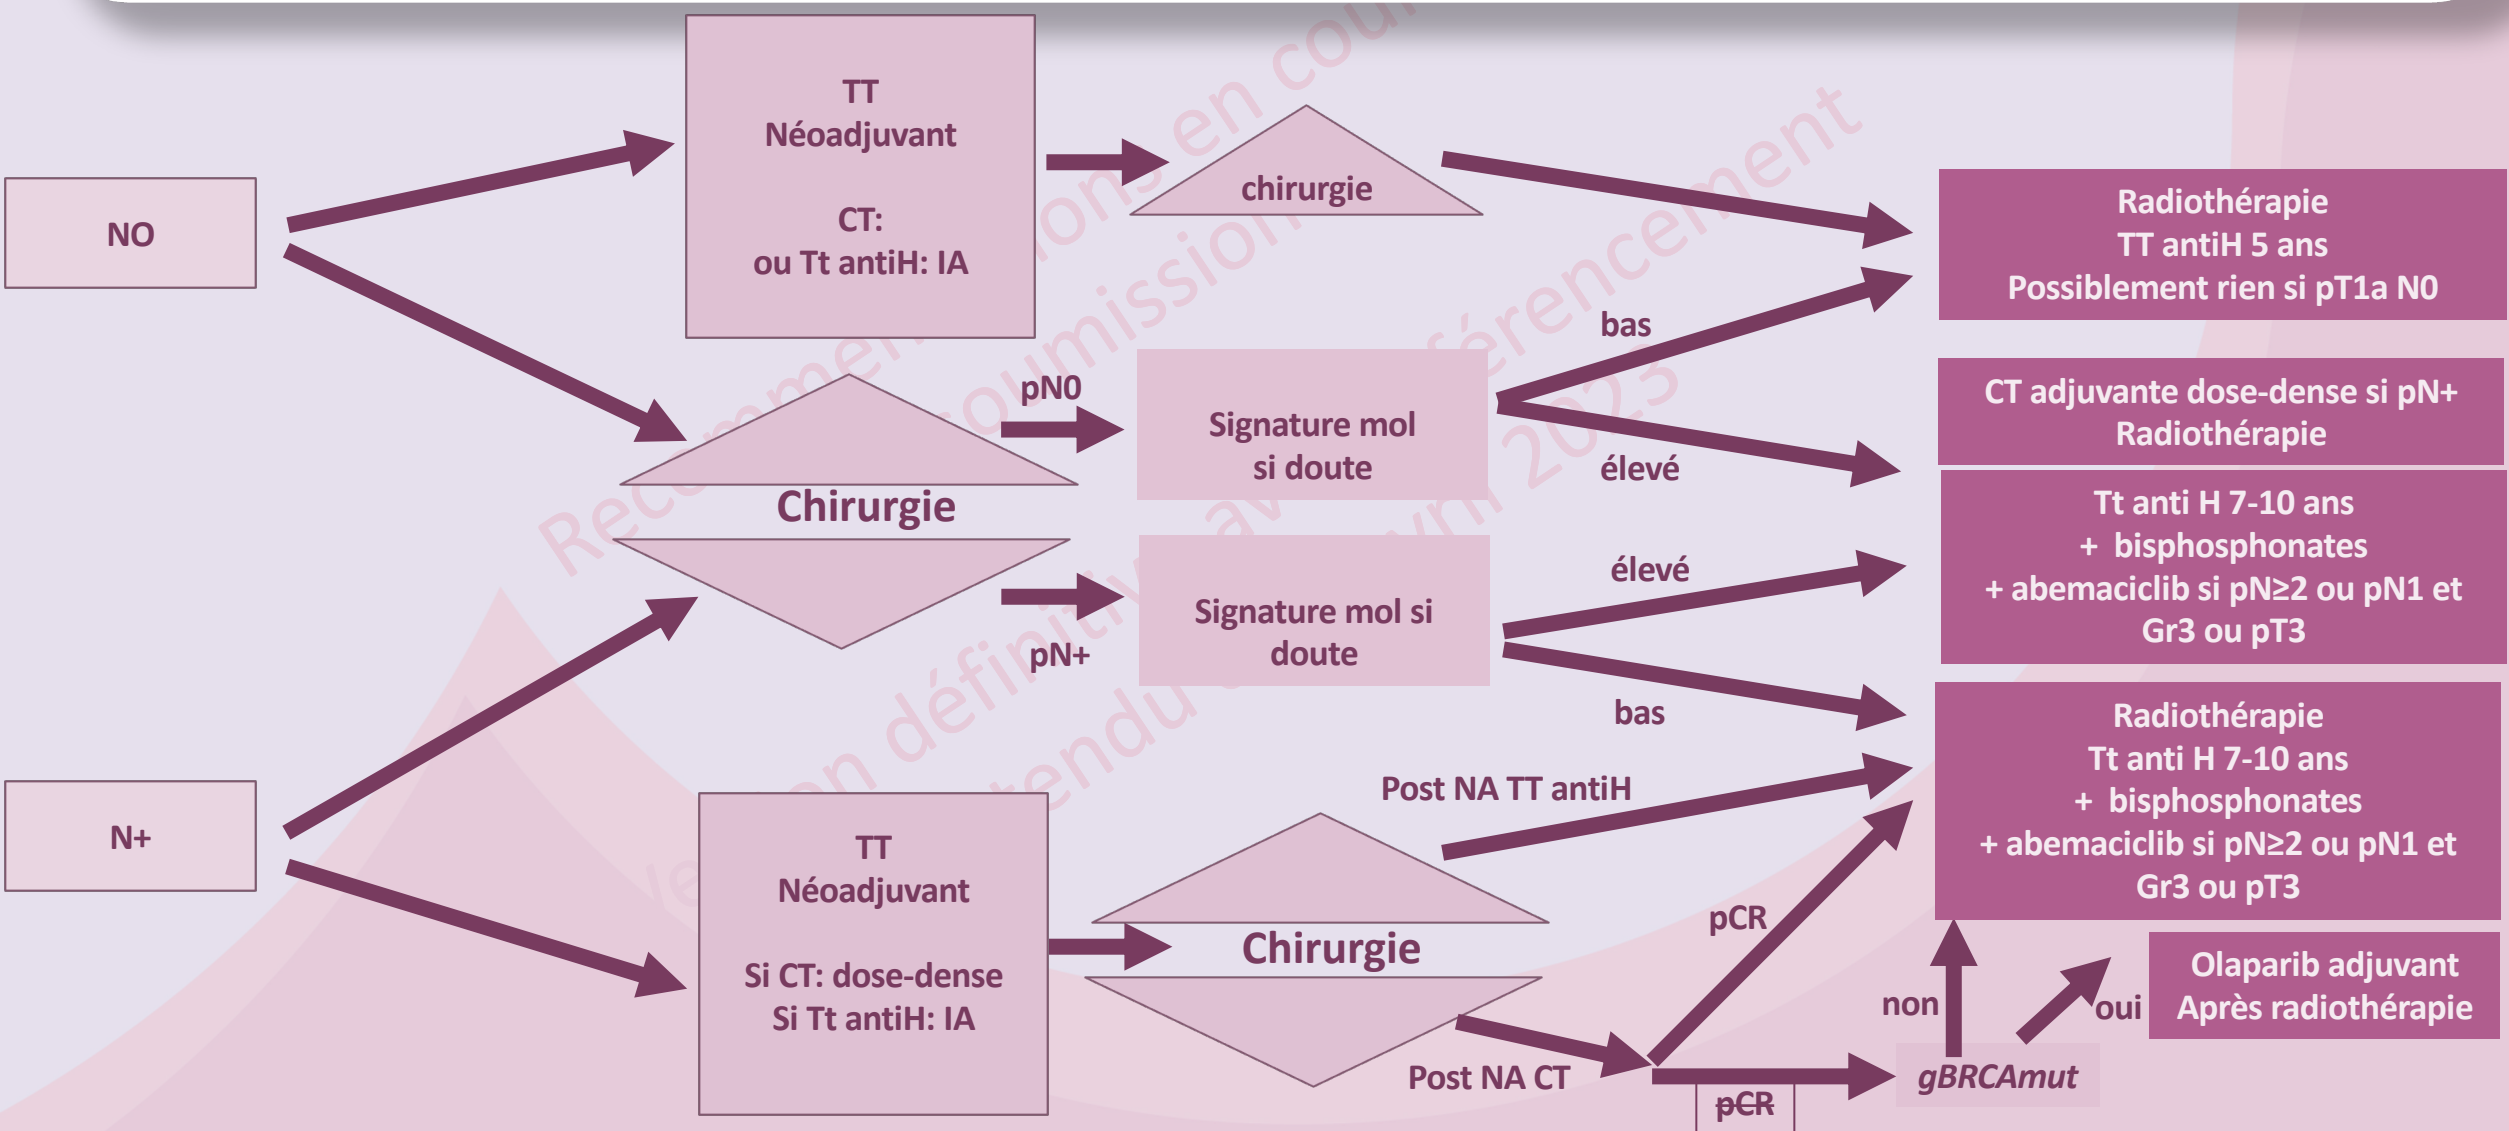 TT
Néoadjuvant
CT:
ou Tt antiH: IA
chirurgie
NO
Radiothérapie
TT antiH 5 ans
Possiblement rien si pT1a N0
bas
pN0
Signature mol
si doute
élevé
CT adjuvante dose-dense si pN+
Radiothérapie
Chirurgie
Tt anti H 7-10 ans
+ bisphosphonates
+ abemaciclib si pN≥2 ou pN1 et
Gr3 ou pT3
élevé
pN+
Signature mol si
doute
bas
Radiothérapie
Tt anti H 7-10 ans
+ bisphosphonates
+ abemaciclib si pN≥2 ou pN1 et
Gr3 ou pT3
Post NA TT antiH
N+
TT
Néoadjuvant
Si CT: dose-dense
Si Tt antiH: IA
Chirurgie
pCR
non
oui
Olaparib adjuvant
Après radiothérapie
Post NA CT
pCR
gBRCAmut
en cour
soumission
2023